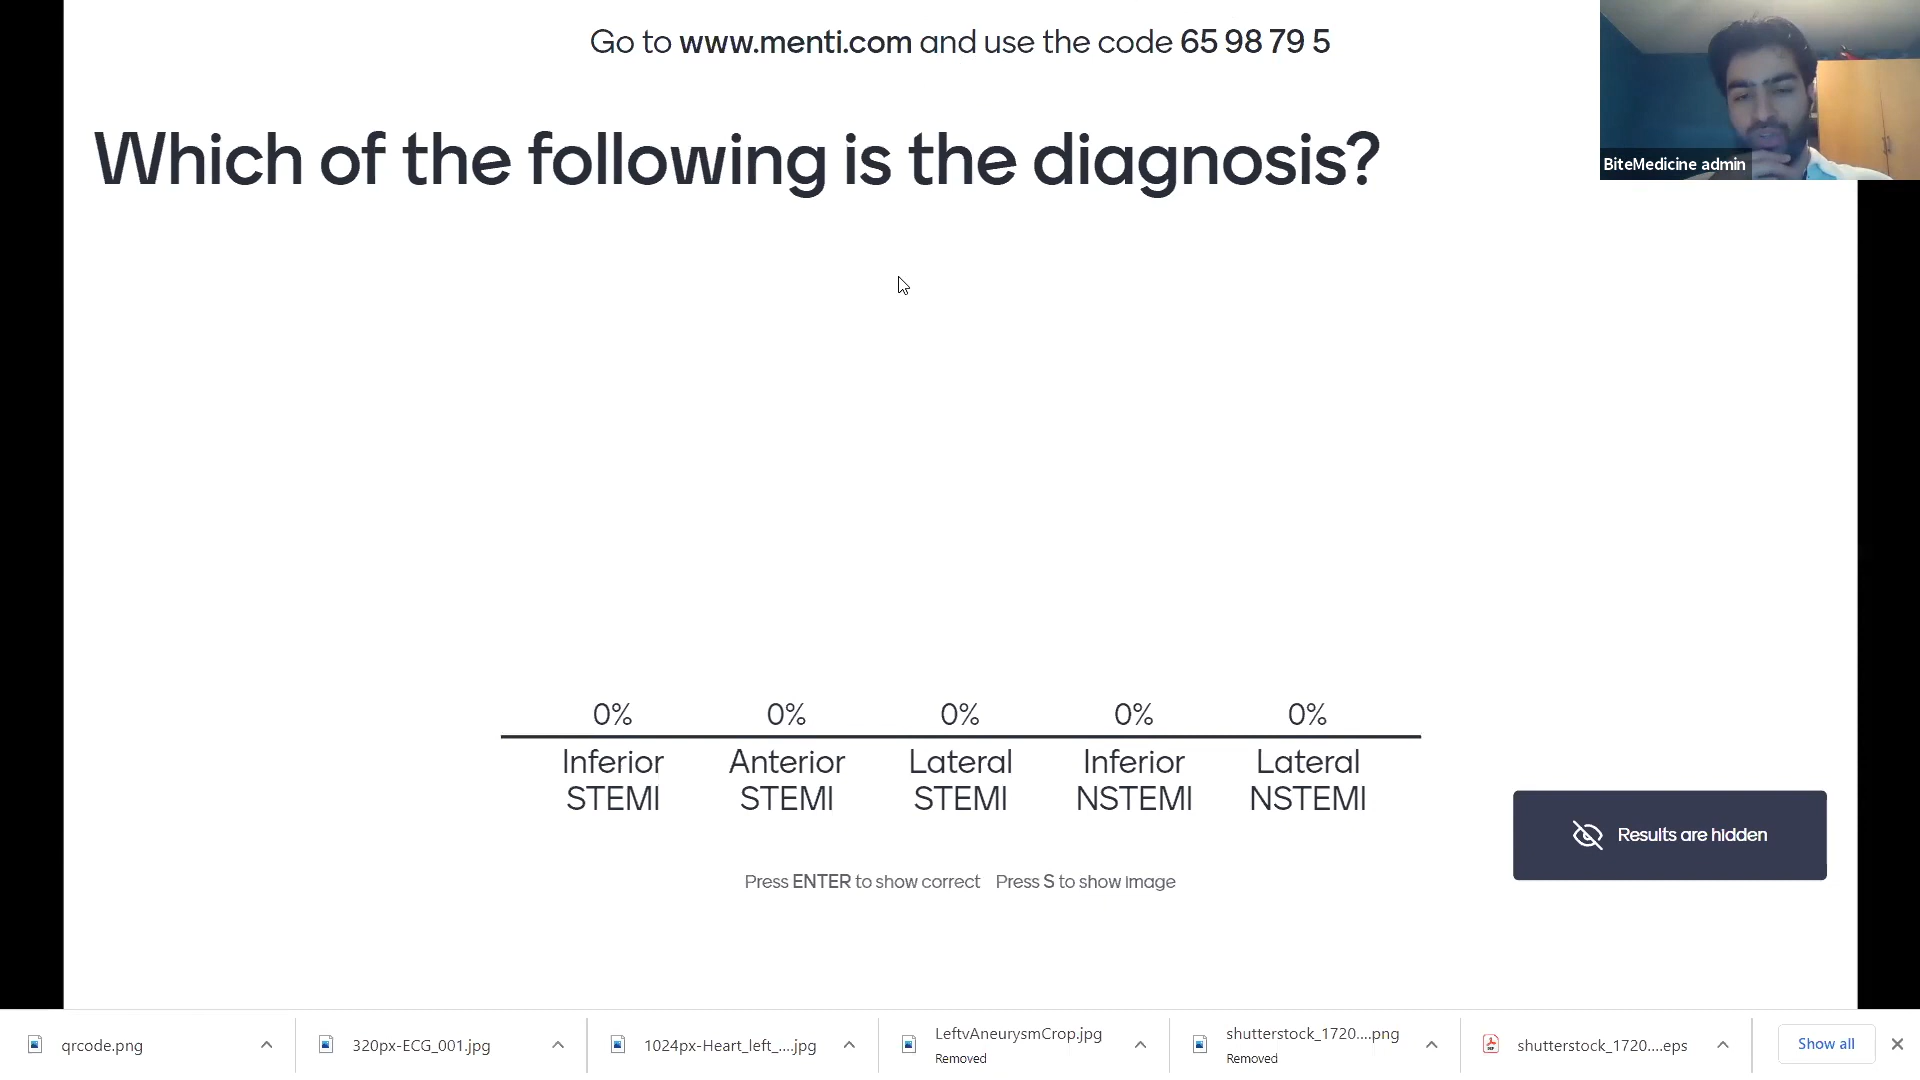 Go to www.menti.com and use the code 65 98 79 5
BiteMedicine admin
Which of the following is the diagnosis?
0% 0% 0% 0% 0%
Inferior Anterior Lateral Inferior Lateral
STEMI STEMI STEMI NSTEMI NSTEMI
Results are hidden
Press ENTER to show correct Press S to show image
qrcode.png
320px-ECG_001.jpg
1024px-Heart_left_....jpg
LeftvAneurysmCrop.jpg
Removed
shutterstock_1720....png
Removed
shutterstock_1720....eps
Show all